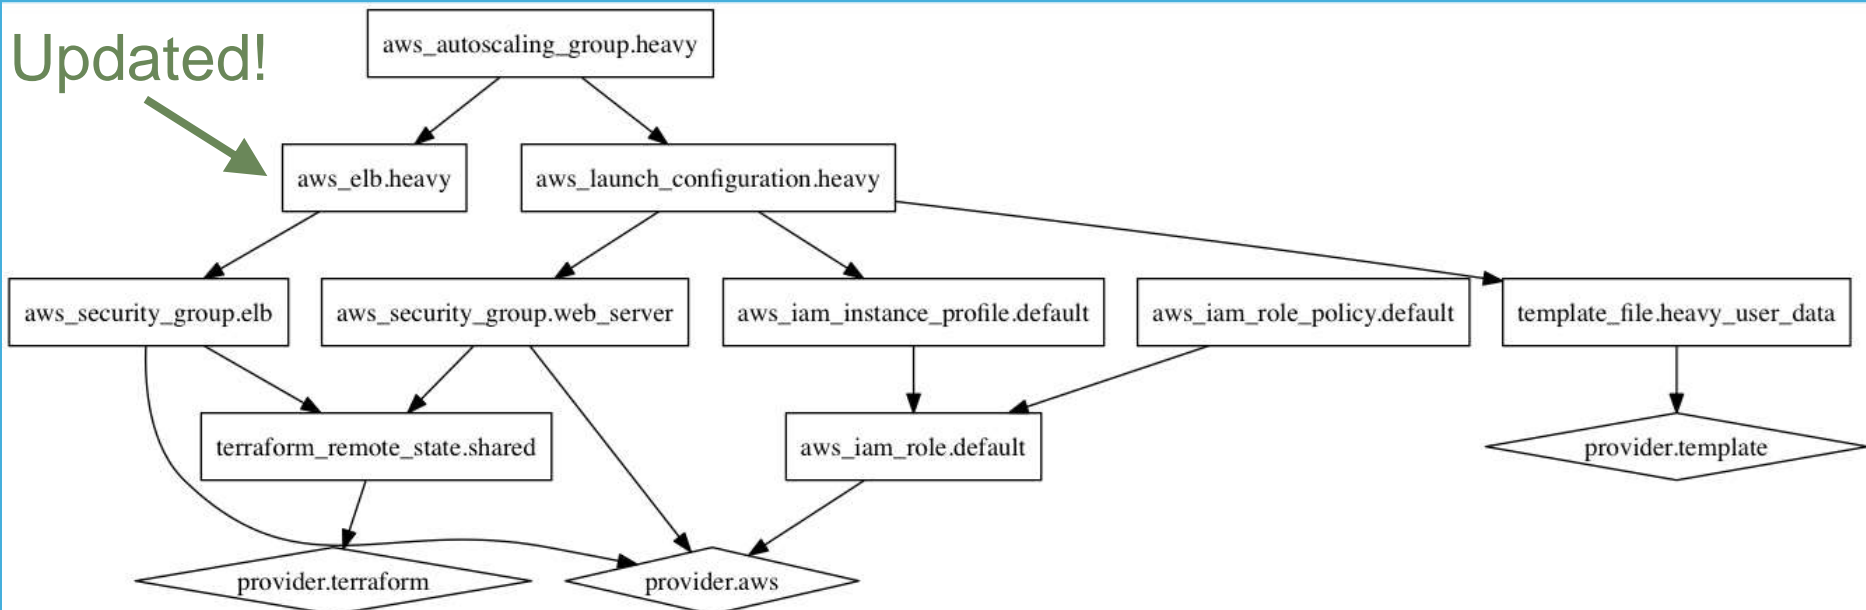 Updated!
aws_autoscaling_group.heavy
aws_elb.heavy
aws_launch_configuration.heavy
aws_security_group.elb
aws_security_group.web_server
aws_iam_instance_profile.default
aws_iam_role_policy.default
template_file.heavy_user_data
terraform_remote_state.shared
aws_iam_role.default
provider.template
provider.terraform
provider.aws